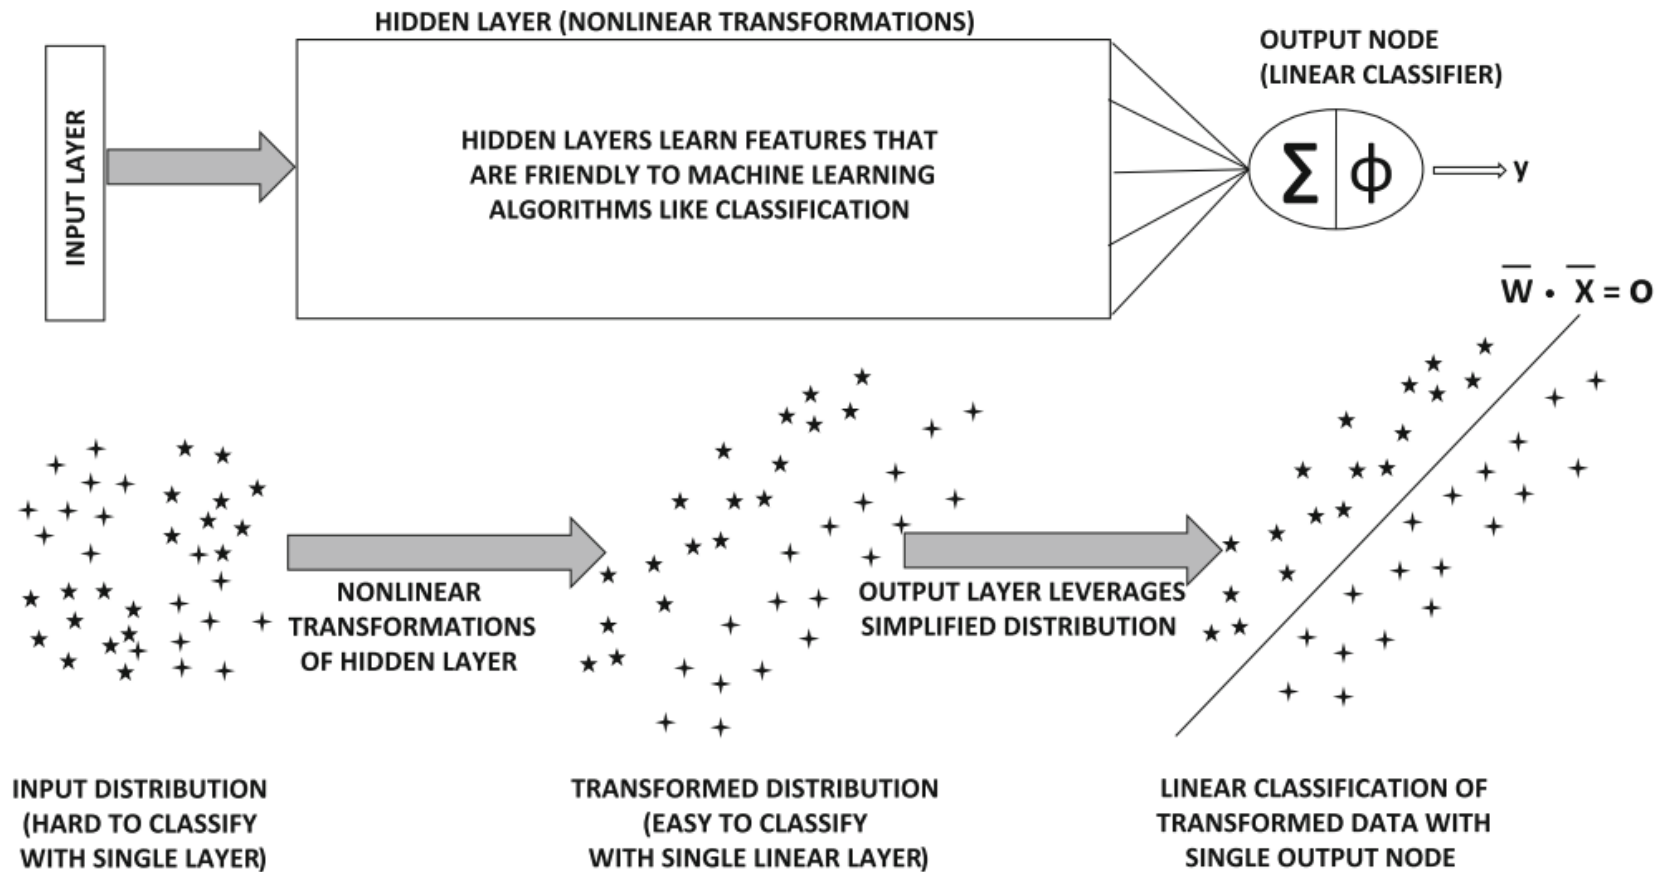 HIDDEN LAYER (NONLINEAR TRANSFORMATIONS)
INPUT LAYER
HIDDEN LAYERS LEARN FEATURES THAT
ARE FRIENDLY TO MACHINE LEARNING
ALGORITHMS LIKE CLASSIFICATION
OUTPUT NODE
(LINEAR CLASSIFIER)
∑ ϕ
y
W̅ · X̅ = 0
NONLINEAR
TRANSFORMATIONS
OF HIDDEN LAYER
OUTPUT LAYER LEVERAGES
SIMPLIFIED DISTRIBUTION
INPUT DISTRIBUTION
(HARD TO CLASSIFY
WITH SINGLE LAYER)
TRANSFORMED DISTRIBUTION
(EASY TO CLASSIFY
WITH SINGLE LINEAR LAYER)
LINEAR CLASSIFICATION OF
TRANSFORMED DATA WITH
SINGLE OUTPUT NODE